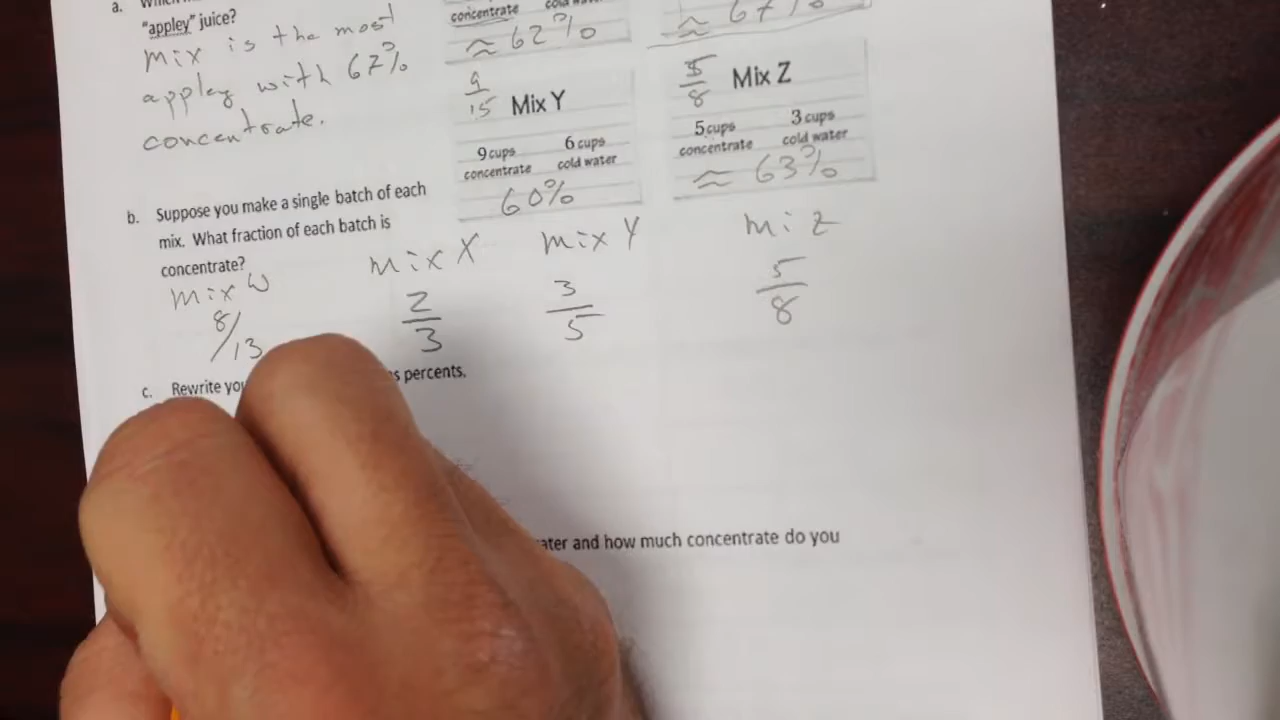 a.
"appley" juice?
mix is the most
appley with 67%
concentrate.
concentrate
≈ 62%
≈ 67%
9/15 Mix Y
9 cups 6 cups
concentrate cold water
60%
5/8 Mix Z
5 cups 3 cups
concentrate cold water
≈ 63%
b. Suppose you make a single batch of each
mix. What fraction of each batch is
concentrate?
mix W
8/13
mix X
2/3
mix Y
3/5
mi Z
5/8
c. Rewrite percents.
and how much concentrate do you